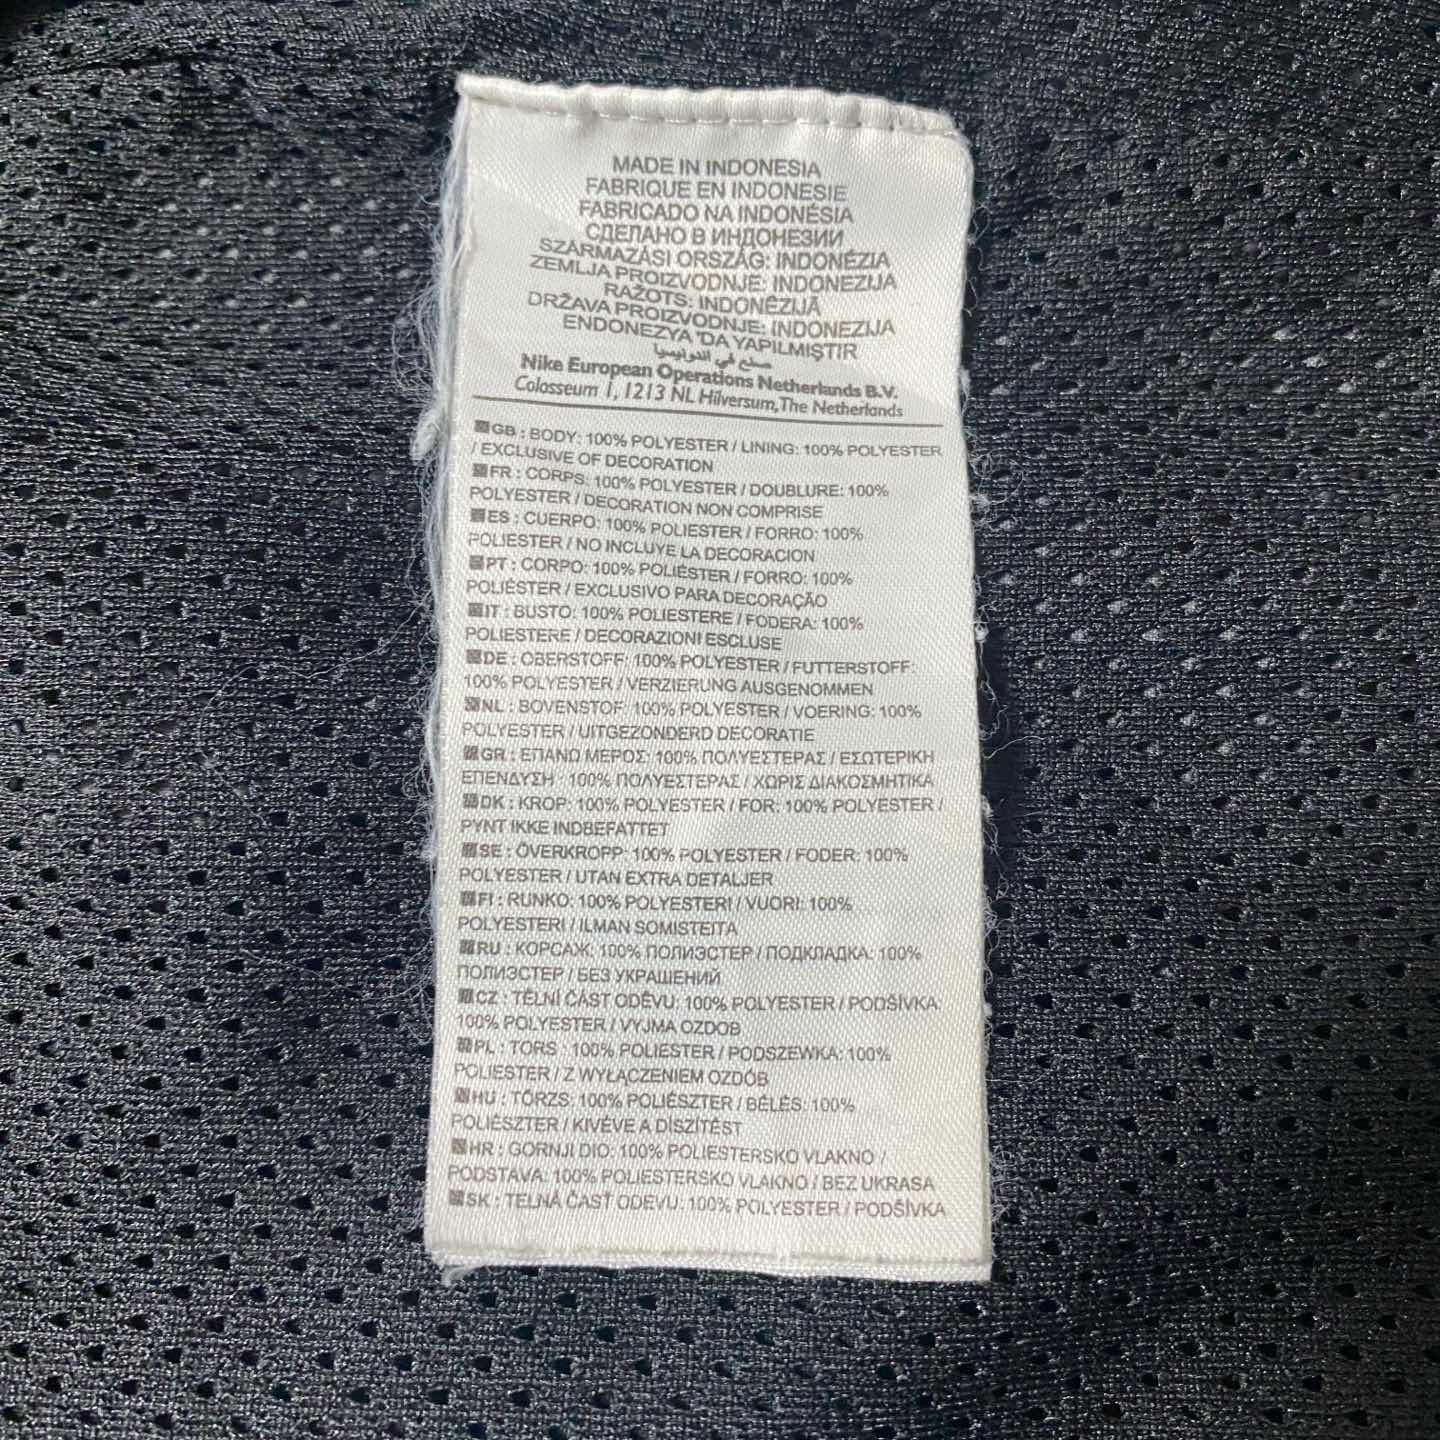 MADE IN INDONESIA
FABRIQUE EN INDONESIE
FABRICADO NA INDONÉSIA
СДЕЛАНО В ИНДОНЕЗИИ
SZÁRMAZÁSI ORSZÁG: INDONÉZIA
ZEMLJA PROIZVODNJE: INDONEZIJA
RAŽOTS: INDONĒZIJĀ
DRŽAVA PROIZVODNJE: INDONEZIJA
ENDONEZYA 'DA YAPILMIŞTIR
صنع في اندونيسيا
Nike European Operations Netherlands B.V.
Colosseum 1, 1213 NL Hilversum, The Netherlands
GB : BODY: 100% POLYESTER / LINING: 100% POLYESTER
/ EXCLUSIVE OF DECORATION
FR : CORPS: 100% POLYESTER / DOUBLURE: 100%
POLYESTER / DECORATION NON COMPRISE
ES : CUERPO: 100% POLIESTER / FORRO: 100%
POLIESTER / NO INCLUYE LA DECORACION
PT : CORPO: 100% POLIÉSTER / FORRO: 100%
POLIÉSTER / EXCLUSIVO PARA DECORAÇÃO
IT : BUSTO: 100% POLIESTERE / FODERA: 100%
POLIESTERE / DECORAZIONI ESCLUSE
DE : OBERSTOFF: 100% POLYESTER / FUTTERSTOFF:
100% POLYESTER / VERZIERUNG AUSGENOMMEN
NL : BOVENSTOF: 100% POLYESTER / VOERING: 100%
POLYESTER / UITGEZONDERD DECORATIE
GR : ΕΠΑΝΩ ΜΕΡΟΣ: 100% ΠΟΛΥΕΣΤΕΡΑΣ / ΕΣΩΤΕΡΙΚΗ
ΕΠΕΝΔΥΣΗ : 100% ΠΟΛΥΕΣΤΕΡΑΣ / ΧΩΡΙΣ ΔΙΑΚΟΣΜΗΤΙΚΑ
DK : KROP: 100% POLYESTER / FOR: 100% POLYESTER /
PYNT IKKE INDBEFATTET
SE : ÖVERKROPP: 100% POLYESTER / FODER: 100%
POLYESTER / UTAN EXTRA DETALJER
FI : RUNKO: 100% POLYESTERI / VUORI: 100%
POLYESTERI / ILMAN SOMISTEITA
RU : КОРСАЖ: 100% ПОЛИЭСТЕР / ПОДКЛАДКА: 100%
ПОЛИЭСТЕР / БЕЗ УКРАШЕНИЙ
CZ : TĚLNÍ ČÁST ODĚVU: 100% POLYESTER / PODŠÍVKA:
100% POLYESTER / VYJMA OZDOB
PL : TORS : 100% POLIESTER / PODSZEWKA: 100%
POLIESTER / Z WYŁĄCZENIEM OZDÓB
HU : TÖRZS: 100% POLIÉSZTER / BÉLÉS: 100%
POLIÉSZTER / KIVÉVE A DÍSZÍTÉST
HR : GORNJI DIO: 100% POLIESTERSKO VLAKNO /
PODSTAVA: 100% POLIESTERSKO VLAKNO / BEZ UKRASA
SK : TELNÁ ČASŤ ODEVU: 100% POLYESTER / PODŠÍVKA